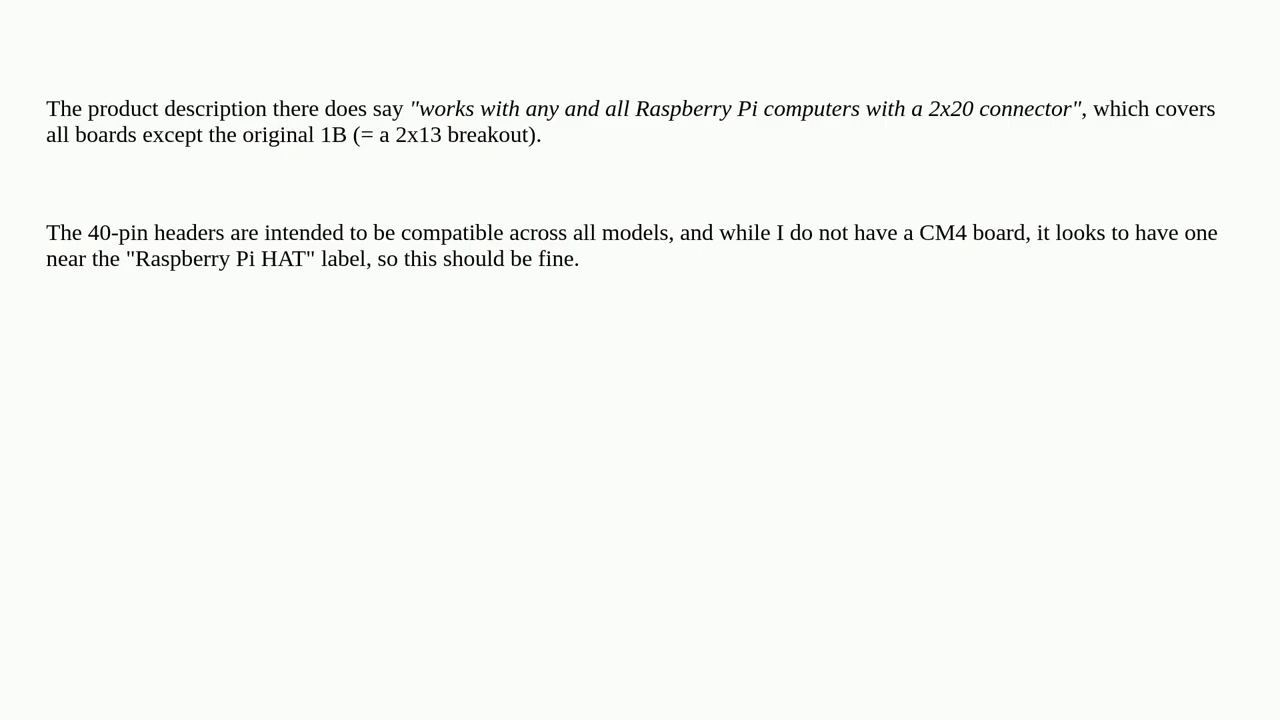 The product description there does say "works with any and all Raspberry Pi computers with a 2x20 connector", which covers
all boards except the original 1B (= a 2x13 breakout).
The 40-pin headers are intended to be compatible across all models, and while I do not have a CM4 board, it looks to have one
near the "Raspberry Pi HAT" label, so this should be fine.